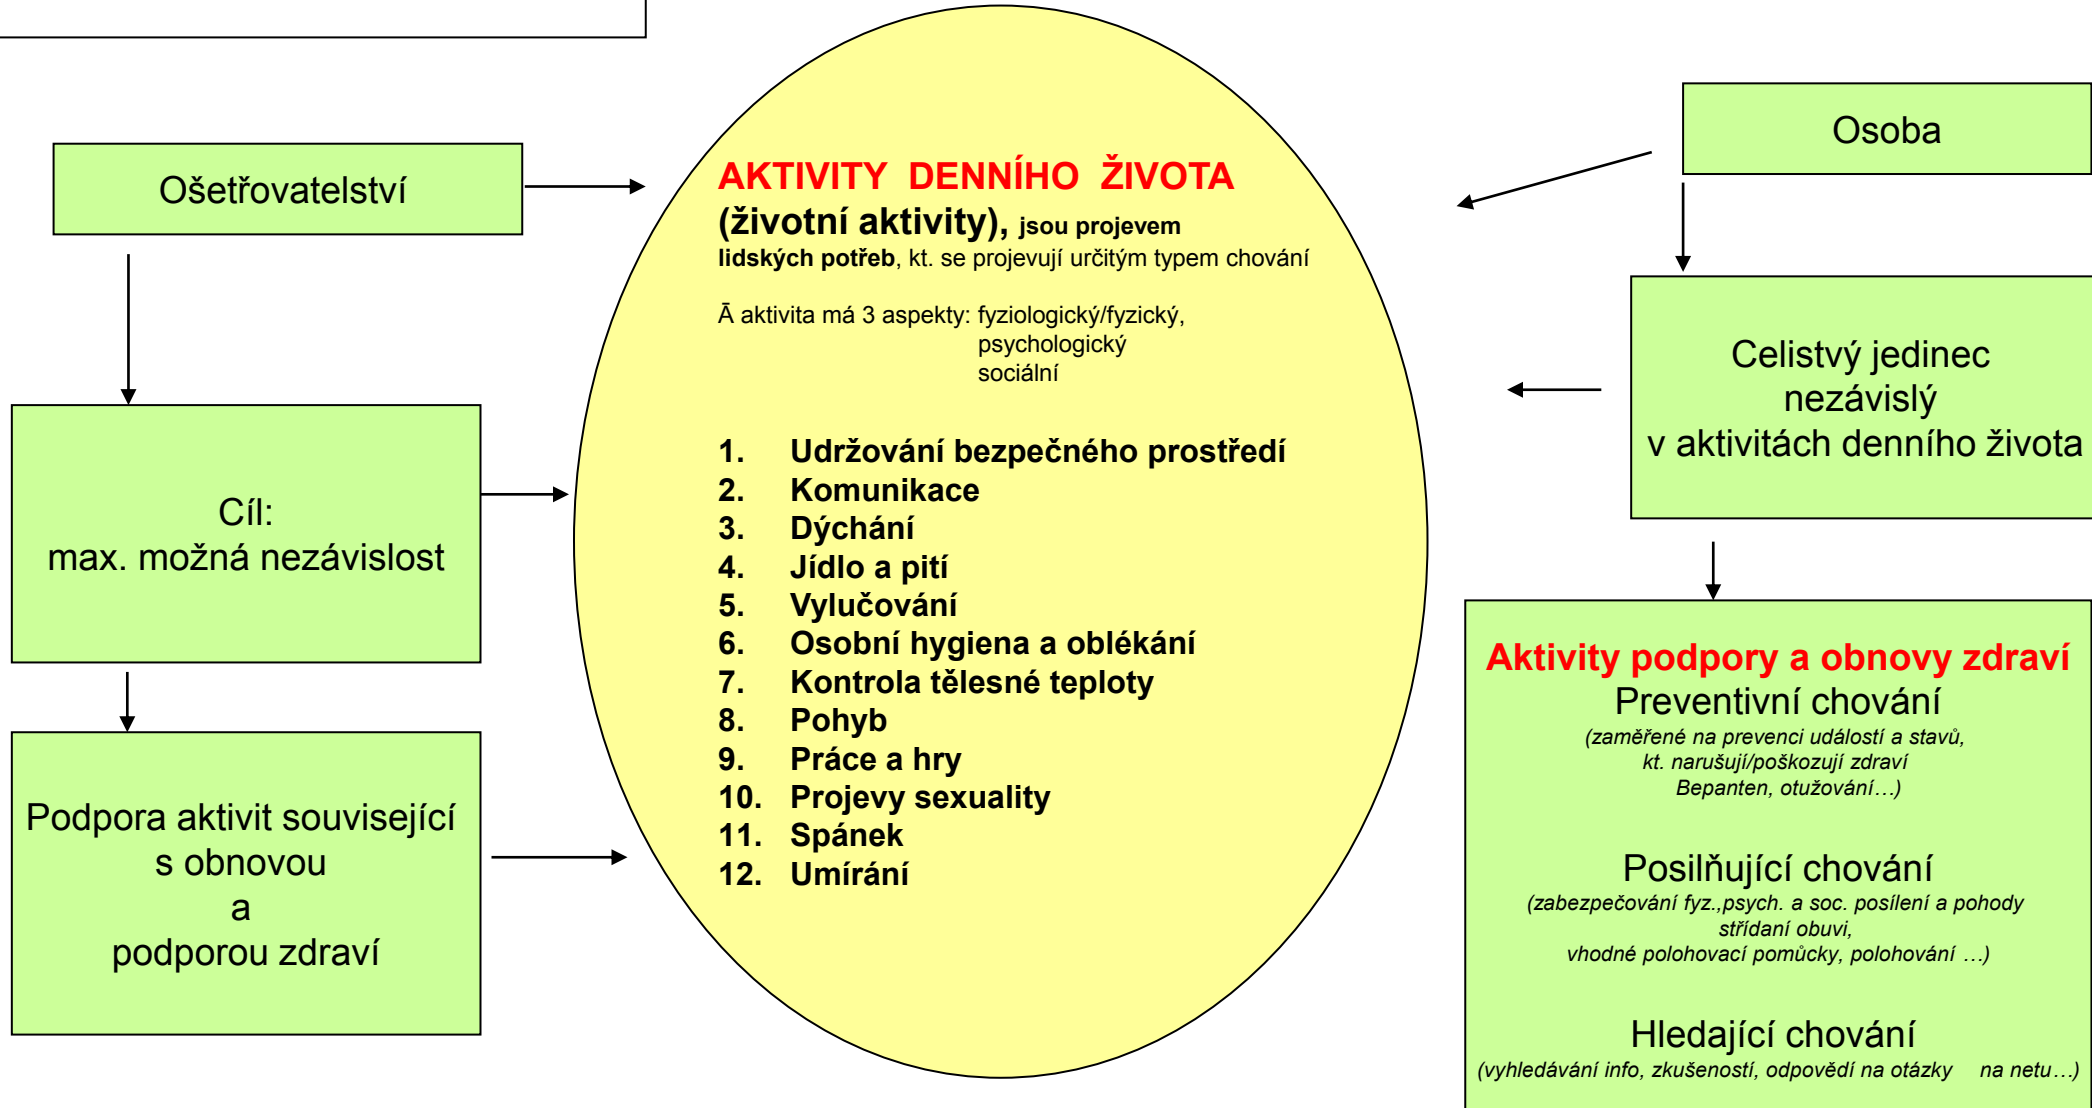 Ošetřovatelství
Cíl:
max. možná nezávislost
Podpora aktivit související
s obnovou
a
podporou zdraví
AKTIVITY DENNÍHO ŽIVOTA
(životní aktivity), jsou projevem
lidských potřeb, kt. se projevují určitým typem chování
Ā aktivita má 3 aspekty: fyziologický/fyzický,
psychologický
sociální
1. Udržování bezpečného prostředí
2. Komunikace
3. Dýchání
4. Jídlo a pití
5. Vylučování
6. Osobní hygiena a oblékání
7. Kontrola tělesné teploty
8. Pohyb
9. Práce a hry
10. Projevy sexuality
11. Spánek
12. Umírání
Osoba
Celistvý jedinec
nezávislý
v aktivitách denního života
Aktivity podpory a obnovy zdraví
Preventivní chování
(zaměřené na prevenci událostí a stavů,
kt. narušují/poškozují zdraví
Bepanten, otužování…)
Posilňující chování
(zabezpečování fyz.,psych. a soc. posílení a pohody
střídaní obuvi,
vhodné polohovací pomůcky, polohování …)
Hledající chování
(vyhledávání info, zkušeností, odpovědí na otázky na netu…)